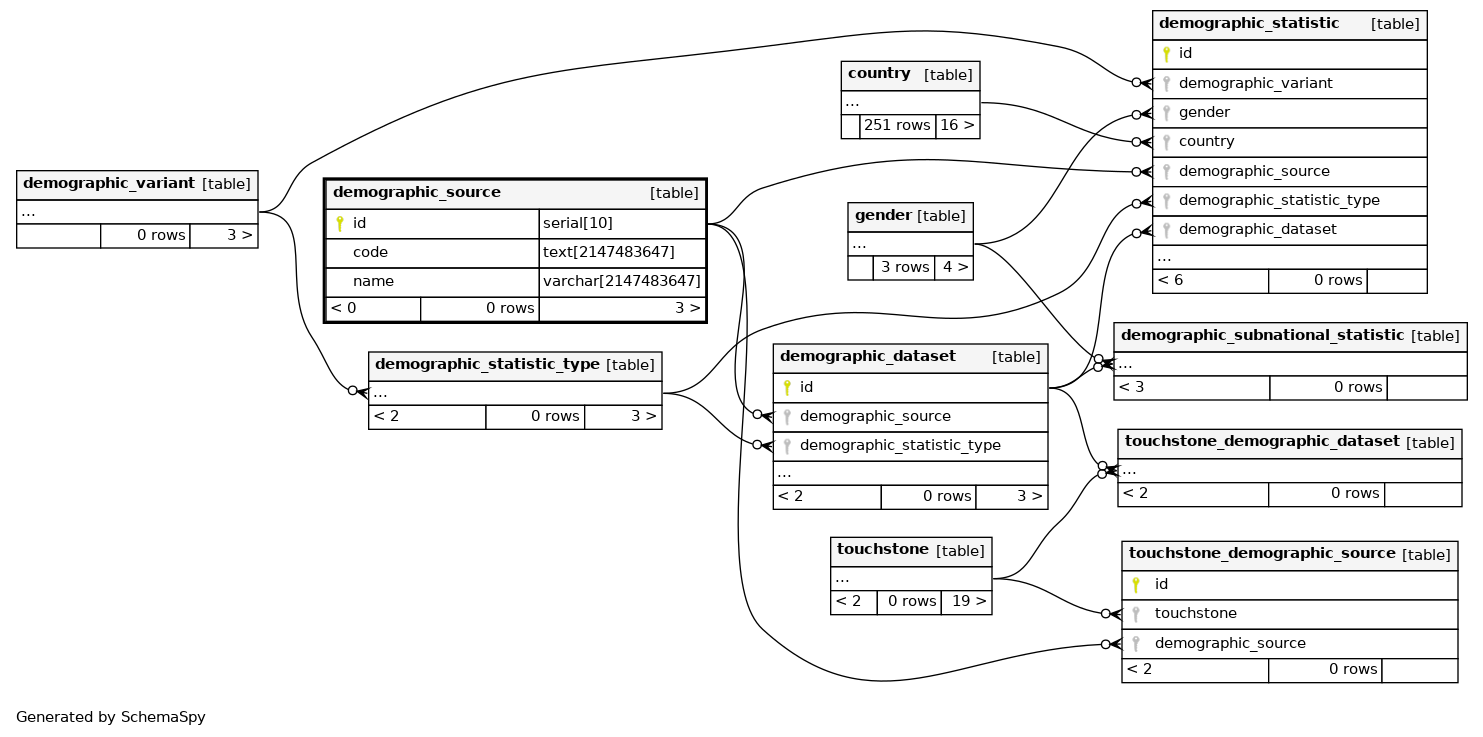 demographic_statistic [table]
id
demographic_variant
gender
country
demographic_source
demographic_statistic_type
demographic_dataset
...
< 6 0 rows
country [table]
...
251 rows 16 >
demographic_variant [table]
...
0 rows 3 >
demographic_source [table]
id serial[10]
code text[2147483647]
name varchar[2147483647]
< 0 0 rows 3 >
gender [table]
...
3 rows 4 >
demographic_subnational_statistic [table]
...
< 3 0 rows
demographic_statistic_type [table]
...
< 2 0 rows 3 >
demographic_dataset [table]
id
demographic_source
demographic_statistic_type
...
< 2 0 rows 3 >
touchstone_demographic_dataset [table]
...
< 2 0 rows
touchstone [table]
...
< 2 0 rows 19 >
touchstone_demographic_source [table]
id
touchstone
demographic_source
< 2 0 rows
Generated by SchemaSpy